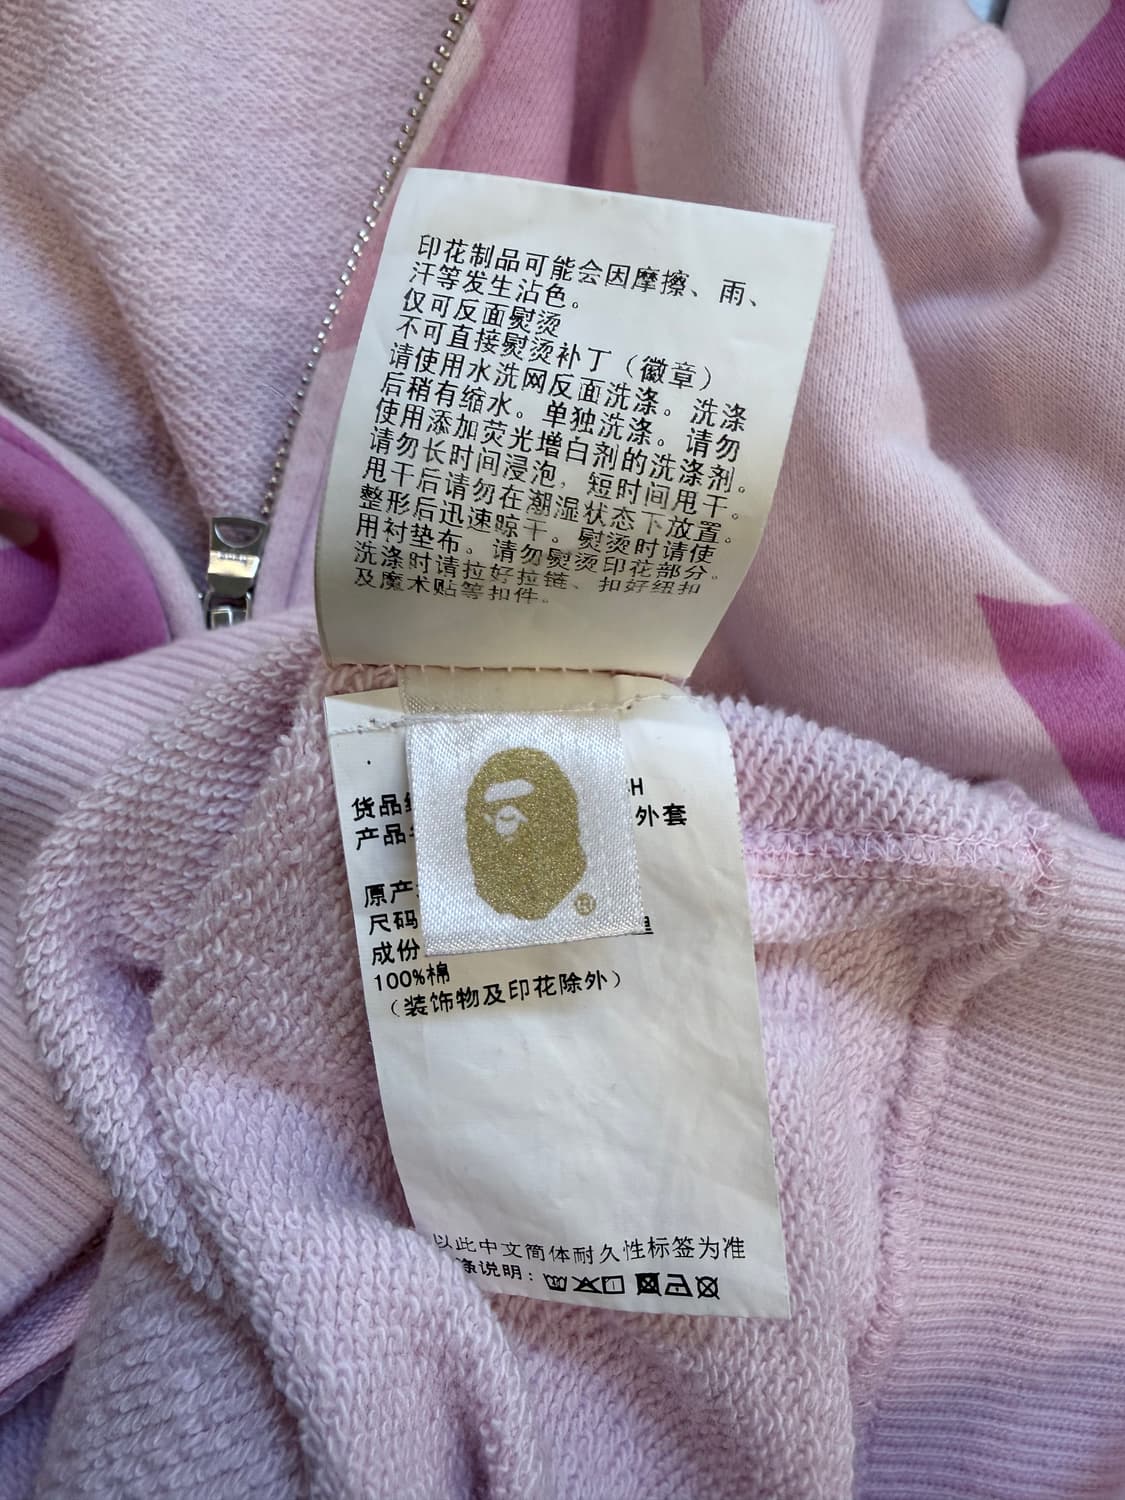 印花制品可能会因摩擦、雨、
汗等发生沾色。
仅可反面熨烫
不可直接熨烫补丁（徽章）
请使用水洗网反面洗涤。洗涤
后稍有缩水。单独洗涤。请勿
使用添加荧光增白剂的洗涤剂。
请勿长时间浸泡，短时间甩干。
甩干后请勿在潮湿状态下放置。
整形后迅速晾干。熨烫时请使
用衬垫布。请勿熨烫印花部分。
洗涤时请拉好拉链、扣好纽扣
及魔术贴等扣件。
货品 H
产品 外套
原产
尺码
成份
100%棉
（装饰物及印花除外）
®
以此中文简体耐久性标签为准
涤说明：